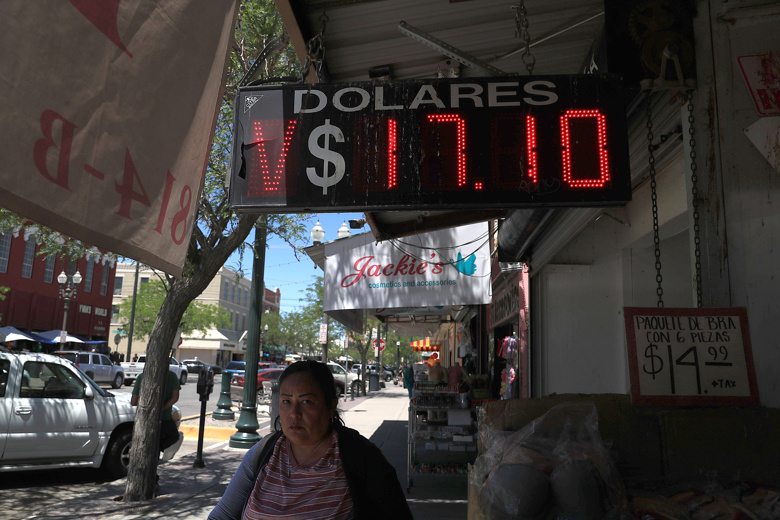 DOLARES
V $ 17.10
814-B
Jackie's
cosmetics and accessories
PAQUETE DE BRA
CON 6 PIEZAS
$14.99
+TAX